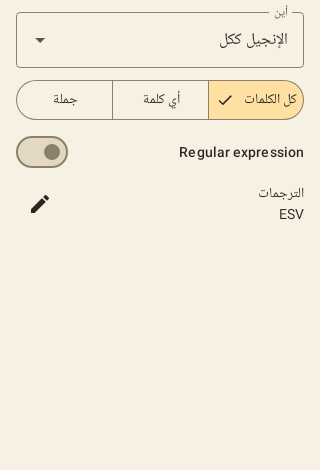 أين
الإنجيل ككل
كل الكلمات
أي كلمة
جملة
Regular expression
الترجمات
ESV